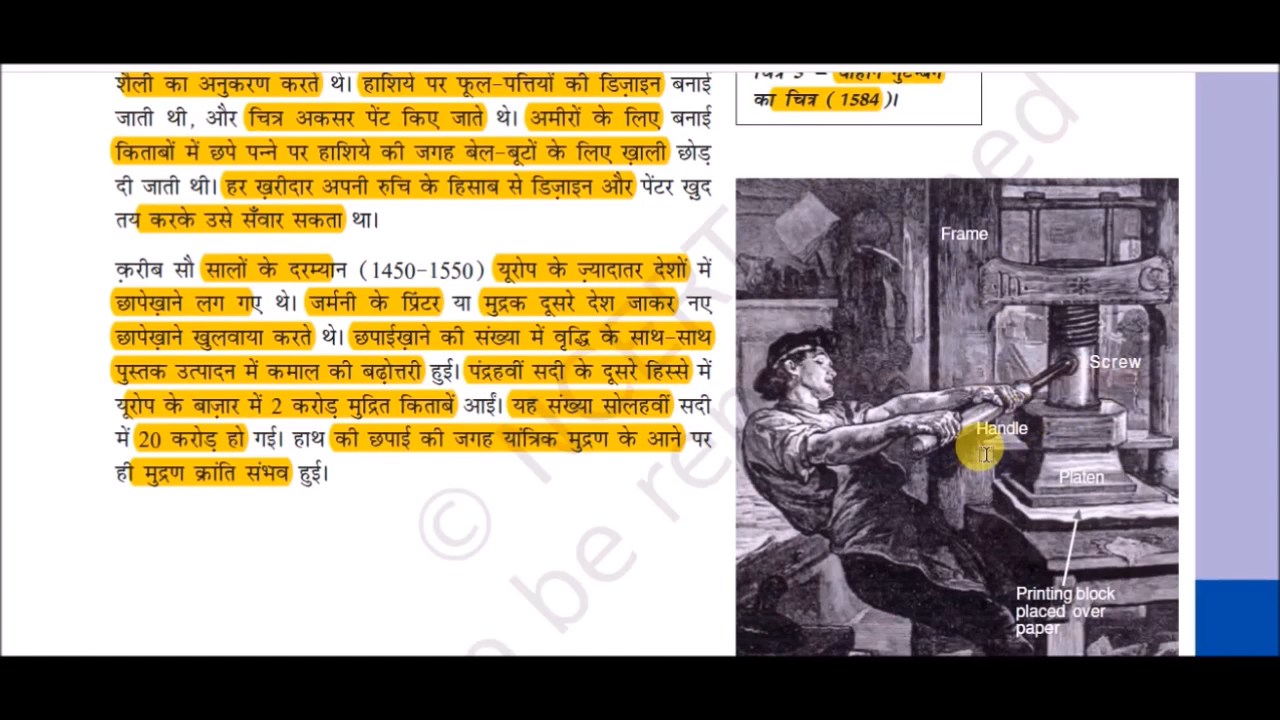 शैली का अनुकरण करते थे। हाशिये पर फूल-पत्तियों की डिज़ाइन बनाई
जाती थी, और चित्र अकसर पेंट किए जाते थे। अमीरों के लिए बनाई
किताबों में छपे पन्ने पर हाशिये की जगह बेल-बूटों के लिए ख़ाली छोड़
दी जाती थी। हर ख़रीदार अपनी रुचि के हिसाब से डिज़ाइन और पेंटर ख़ुद
तय करके उसे सँवार सकता था।
क़रीब सौ सालों के दरम्यान (1450-1550) यूरोप के ज़्यादातर देशों में
छापेख़ाने लग गए थे। जर्मनी के प्रिंटर या मुद्रक दूसरे देश जाकर नए
छापेख़ाने खुलवाया करते थे। छपाईख़ाने की संख्या में वृद्धि के साथ-साथ
पुस्तक उत्पादन में कमाल की बढ़ोत्तरी हुई। पंद्रहवीं सदी के दूसरे हिस्से में
यूरोप के बाज़ार में 2 करोड़ मुद्रित किताबें आईं। यह संख्या सोलहवीं सदी
में 20 करोड़ हो गई। हाथ की छपाई की जगह यांत्रिक मुद्रण के आने पर
ही मुद्रण क्रांति संभव हुई।
का चित्र (1584)।
Frame
Screw
Handle
Platen
Printing block
placed over
paper
© NCERT
be re
ed